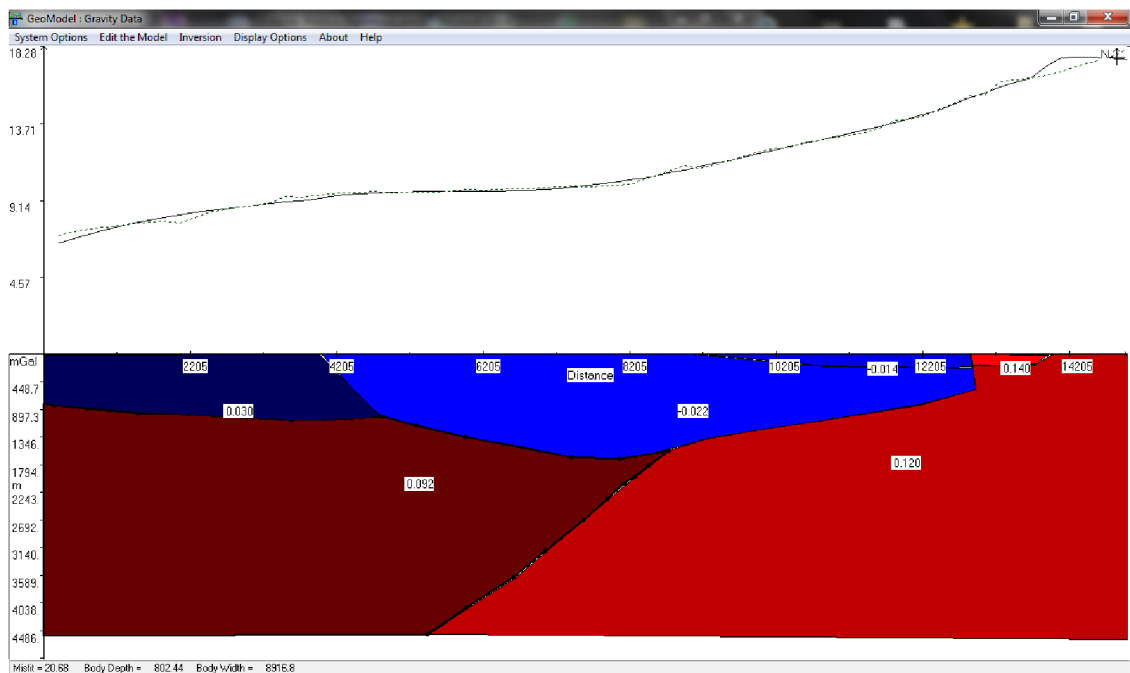 GeoModel : Gravity Data
System Options Edit the Model Inversion Display Options About Help
18.28
13.71
9.14
4.57
mGal
2205 4205 6205 8205 10205 12205 14205
Distance
-0.014 0.140
448.7
0.030 -0.022
897.3
1346
0.120
1794
m
0.092
2243.
2692.
3140.
3589.
4038.
4486.
Misfit = 20.68 Body Depth = 802.44 Body Width = 8916.8